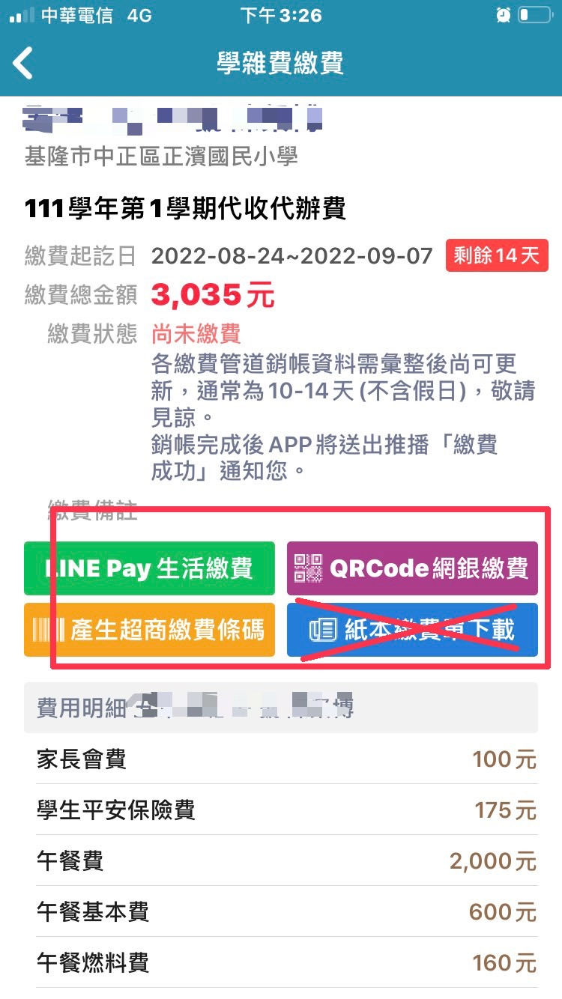 中華電信 4G 下午3:26
學雜費繳費
基隆市中正區正濱國民小學
111學年第1學期代收代辦費
繳費起訖日 2022-08-24~2022-09-07 剩餘14天
繳費總金額 3,035元
繳費狀態 尚未繳費
各繳費管道銷帳資料需彙整後尚可更
新，通常為10-14天(不含假日)，敬請
見諒。
銷帳完成後APP將送出推播「繳費
成功」通知您。
繳費備註
LINE Pay 生活繳費 QRCode網銀繳費
產生超商繳費條碼 紙本繳費單下載
費用明細
家長會費 100元
學生平安保險費 175元
午餐費 2,000元
午餐基本費 600元
午餐燃料費 160元